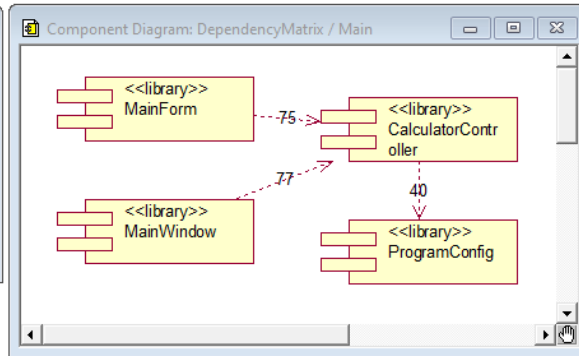 Component Diagram: DependencyMatrix / Main
<<library>>
MainForm
75
<<library>>
CalculatorContr
oller
77
40
<<library>>
MainWindow
<<library>>
ProgramConfig